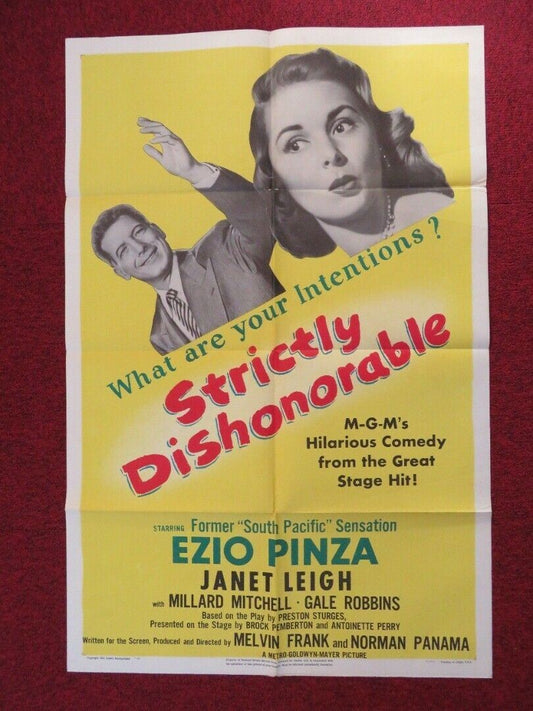 What are your Intentions?
Strictly
Dishonorable
M-G-M's
Hilarious Comedy
from the Great
Stage Hit!
STARRING Former "South Pacific" Sensation
EZIO PINZA
JANET LEIGH
with MILLARD MITCHELL · GALE ROBBINS
Based on the Play by PRESTON STURGES,
Presented on the Stage by BROCK PEMBERTON and ANTOINETTE PERRY
Written for the Screen, Produced and Directed by MELVIN FRANK and NORMAN PANAMA
A METRO-GOLDWYN-MAYER PICTURE